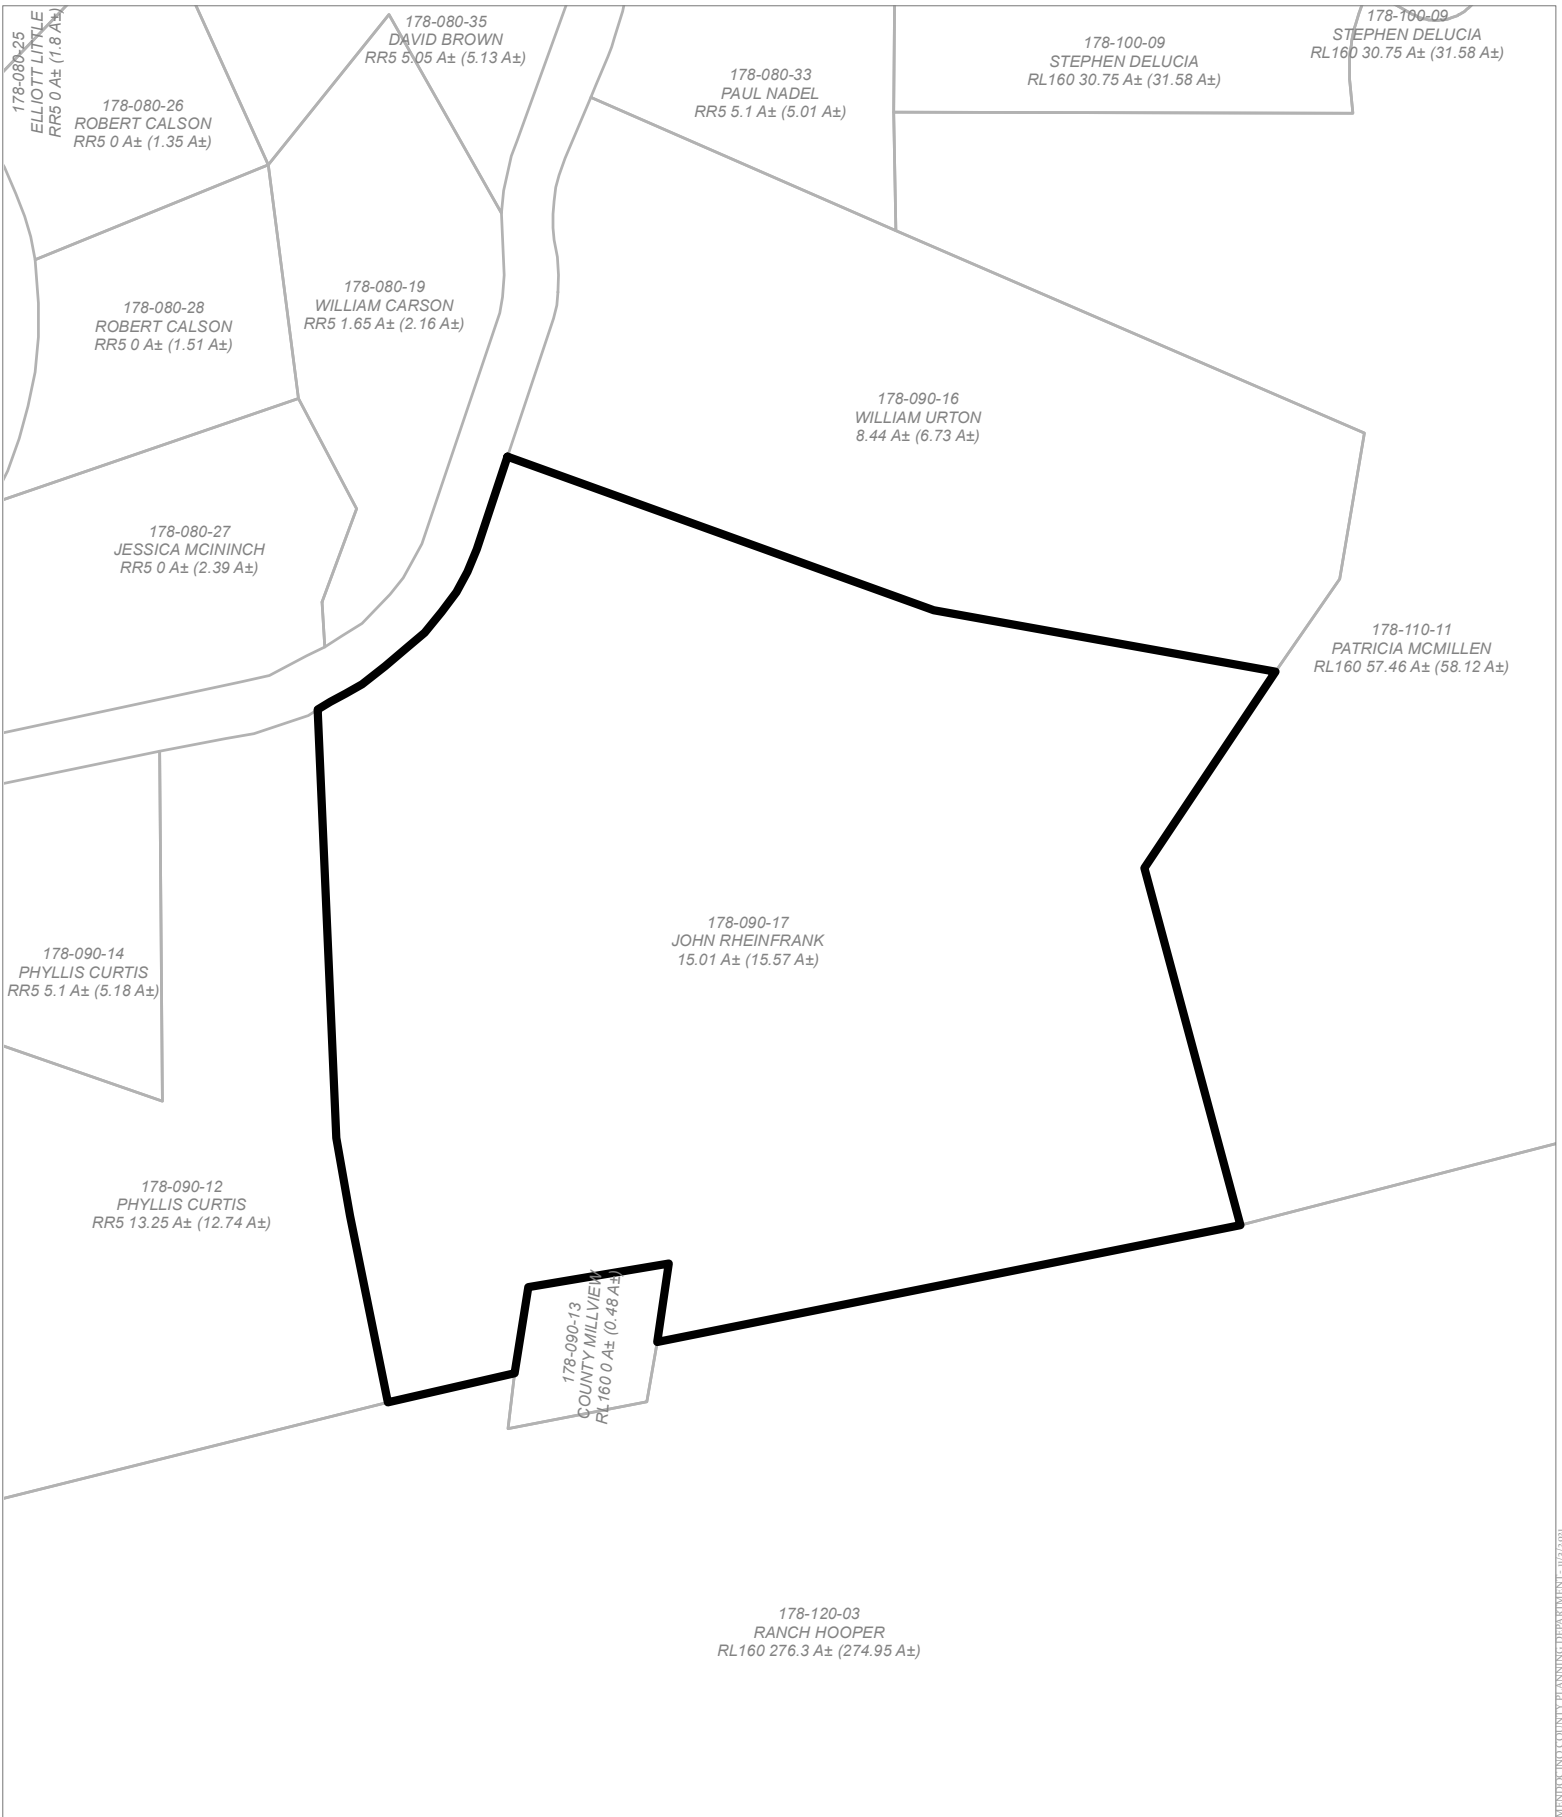 178-080-25
ELLIOTT LITTLE
RR5 0 A± (1.8 A±)
178-080-26
ROBERT CALSON
RR5 0 A± (1.35 A±)
178-080-35
DAVID BROWN
RR5 5.05 A± (5.13 A±)
178-080-33
PAUL NADEL
RR5 5.1 A± (5.01 A±)
178-100-09
STEPHEN DELUCIA
RL160 30.75 A± (31.58 A±)
178-100-09
STEPHEN DELUCIA
RL160 30.75 A± (31.58 A±)
178-080-28
ROBERT CALSON
RR5 0 A± (1.51 A±)
178-080-19
WILLIAM CARSON
RR5 1.65 A± (2.16 A±)
178-090-16
WILLIAM URTON
8.44 A± (6.73 A±)
178-080-27
JESSICA MCININCH
RR5 0 A± (2.39 A±)
178-110-11
PATRICIA MCMILLEN
RL160 57.46 A± (58.12 A±)
178-090-17
JOHN RHEINFRANK
15.01 A± (15.57 A±)
178-090-14
PHYLLIS CURTIS
RR5 5.1 A± (5.18 A±)
178-090-12
PHYLLIS CURTIS
RR5 13.25 A± (12.74 A±)
178-090-13
COUNTY MILLVIEW
RL160 0 A± (0.48 A±)
178-120-03
RANCH HOOPER
RL160 276.3 A± (274.95 A±)
MENDOCINO COUNTY PLANNING DEPARTMENT